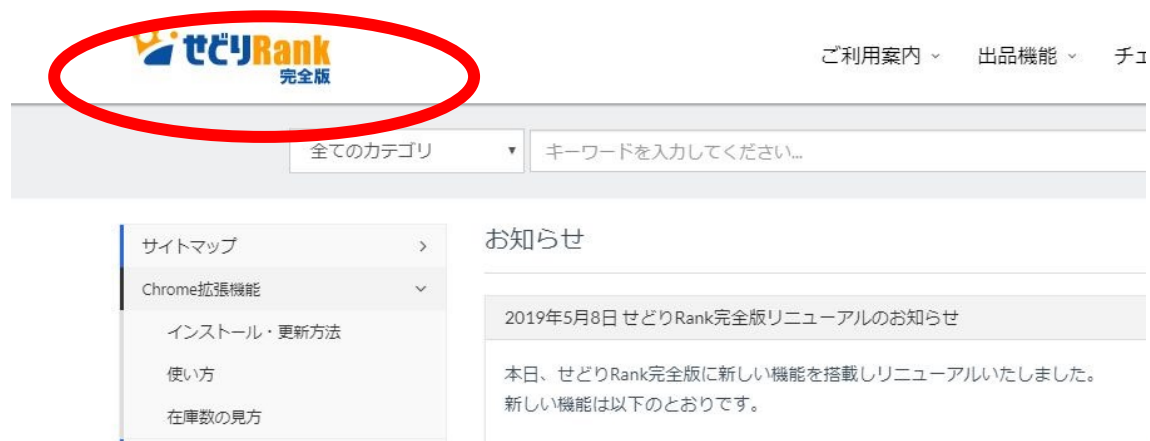 せどりRank
完全版
ご利用案内
出品機能
チェ
全てのカテゴリ
キーワードを入力してください...
サイトマップ
Chrome拡張機能
インストール・更新方法
使い方
在庫数の見方
お知らせ
2019年5月8日 せどりRank完全版リニューアルのお知らせ
本日、せどりRank完全版に新しい機能を搭載しリニューアルいたしました。
新しい機能は以下のとおりです。